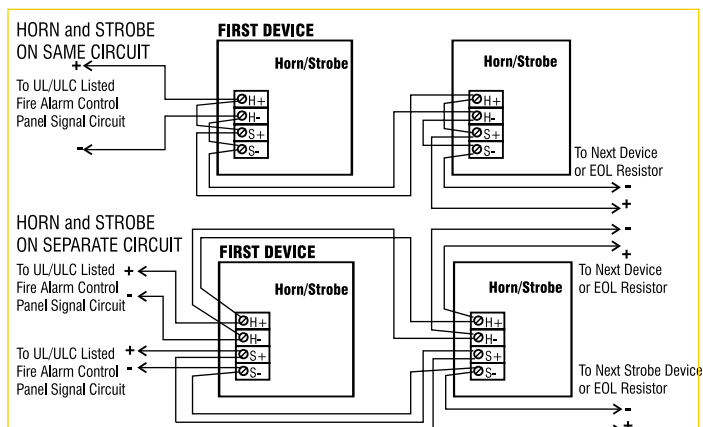 HORN and STROBE
ON SAME CIRCUIT
+
To UL/ULC Listed
Fire Alarm Control
Panel Signal Circuit
-
FIRST DEVICE
Horn/Strobe
H+
H-
S+
S-
Horn/Strobe
H+
H-
S+
S-
To Next Device
or EOL Resistor
-
+
HORN and STROBE
ON SEPARATE CIRCUIT
To UL/ULC Listed +
Fire Alarm Control -
Panel Signal Circuit
To UL/ULC Listed +
Fire Alarm Control -
Panel Signal Circuit
FIRST DEVICE
Horn/Strobe
H+
H-
S+
S-
Horn/Strobe
H+
H-
S+
S-
-
+
To Next Device
or EOL Resistor
To Next Strobe Device
or EOL Resistor
-
+